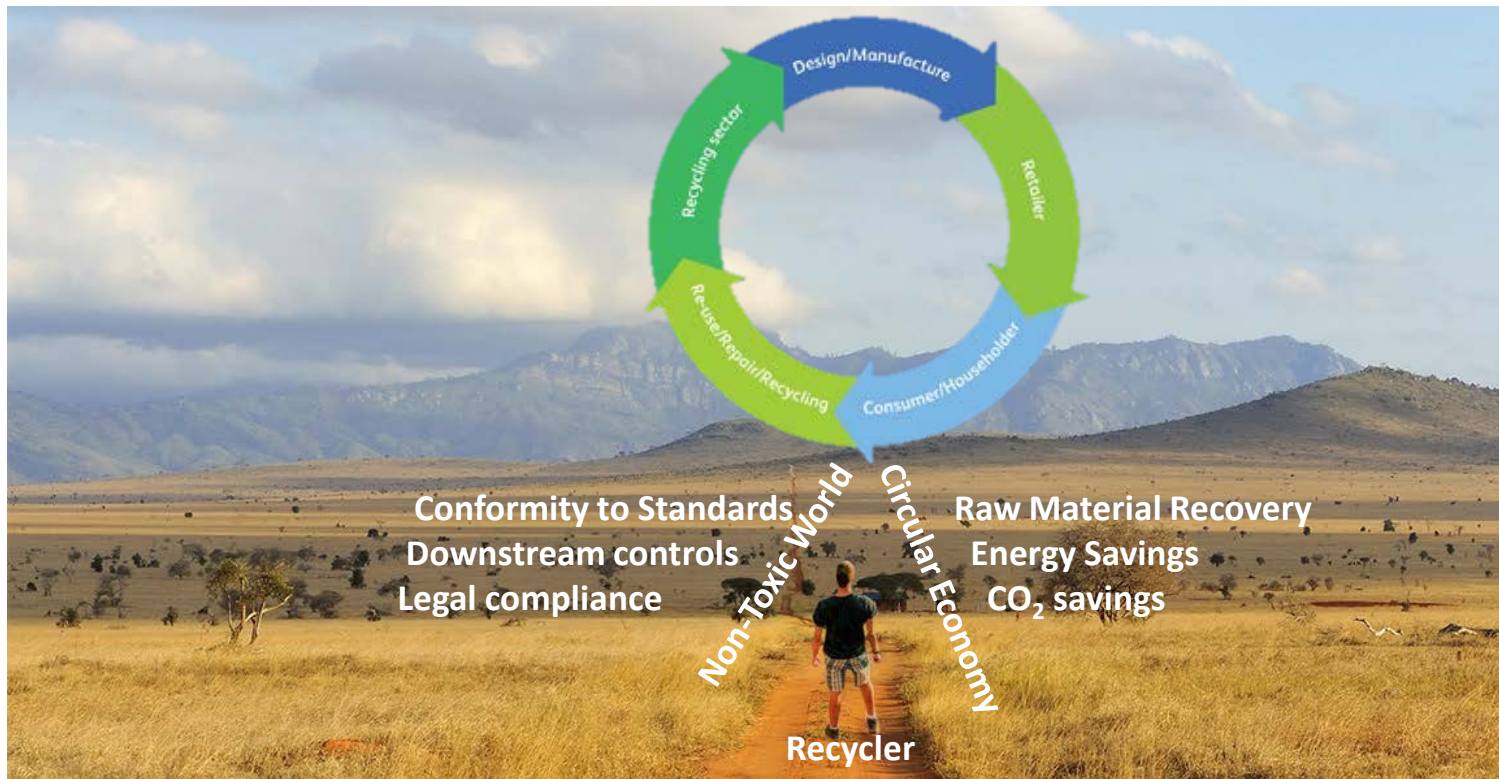 Design/Manufacture
Retailer
Consumer/Householder
Re-use/Repair/Recycling
Recycling sector
Conformity to Standards
Downstream controls
Legal compliance
Non-Toxic World
Circular Economy
Raw Material Recovery
Energy Savings
CO₂ savings
Recycler